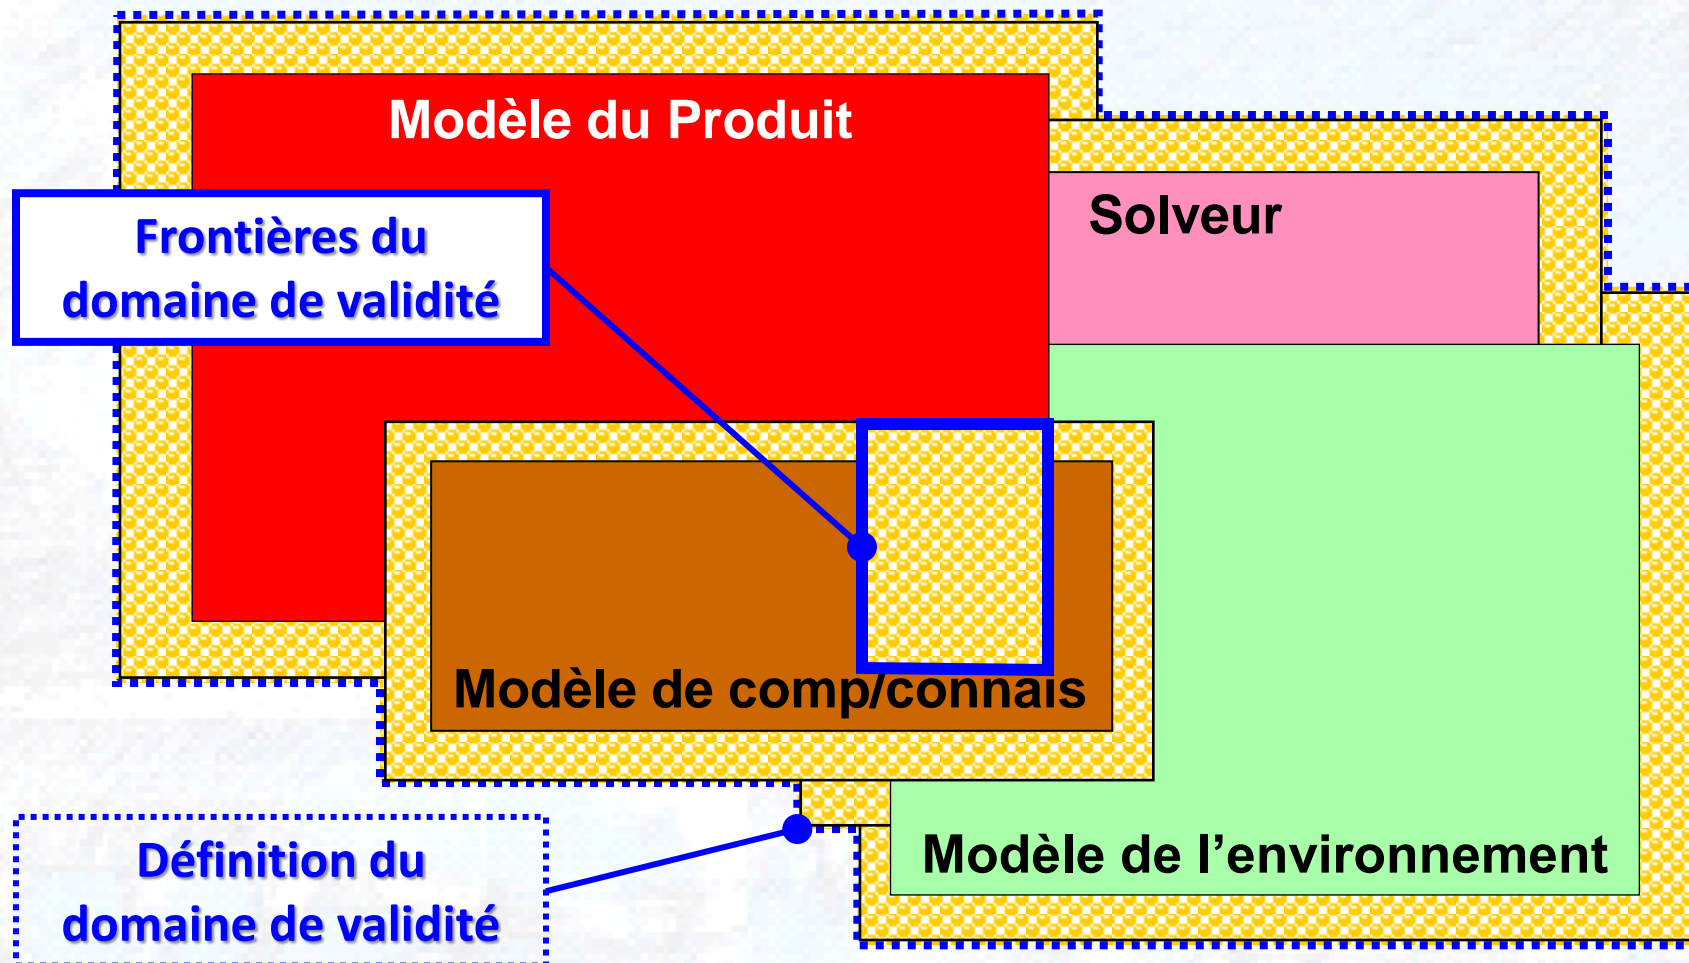 Modèle du Produit
Solveur
Frontières du
domaine de validité
Modèle de comp/connais
Modèle de l’environnement
Définition du
domaine de validité